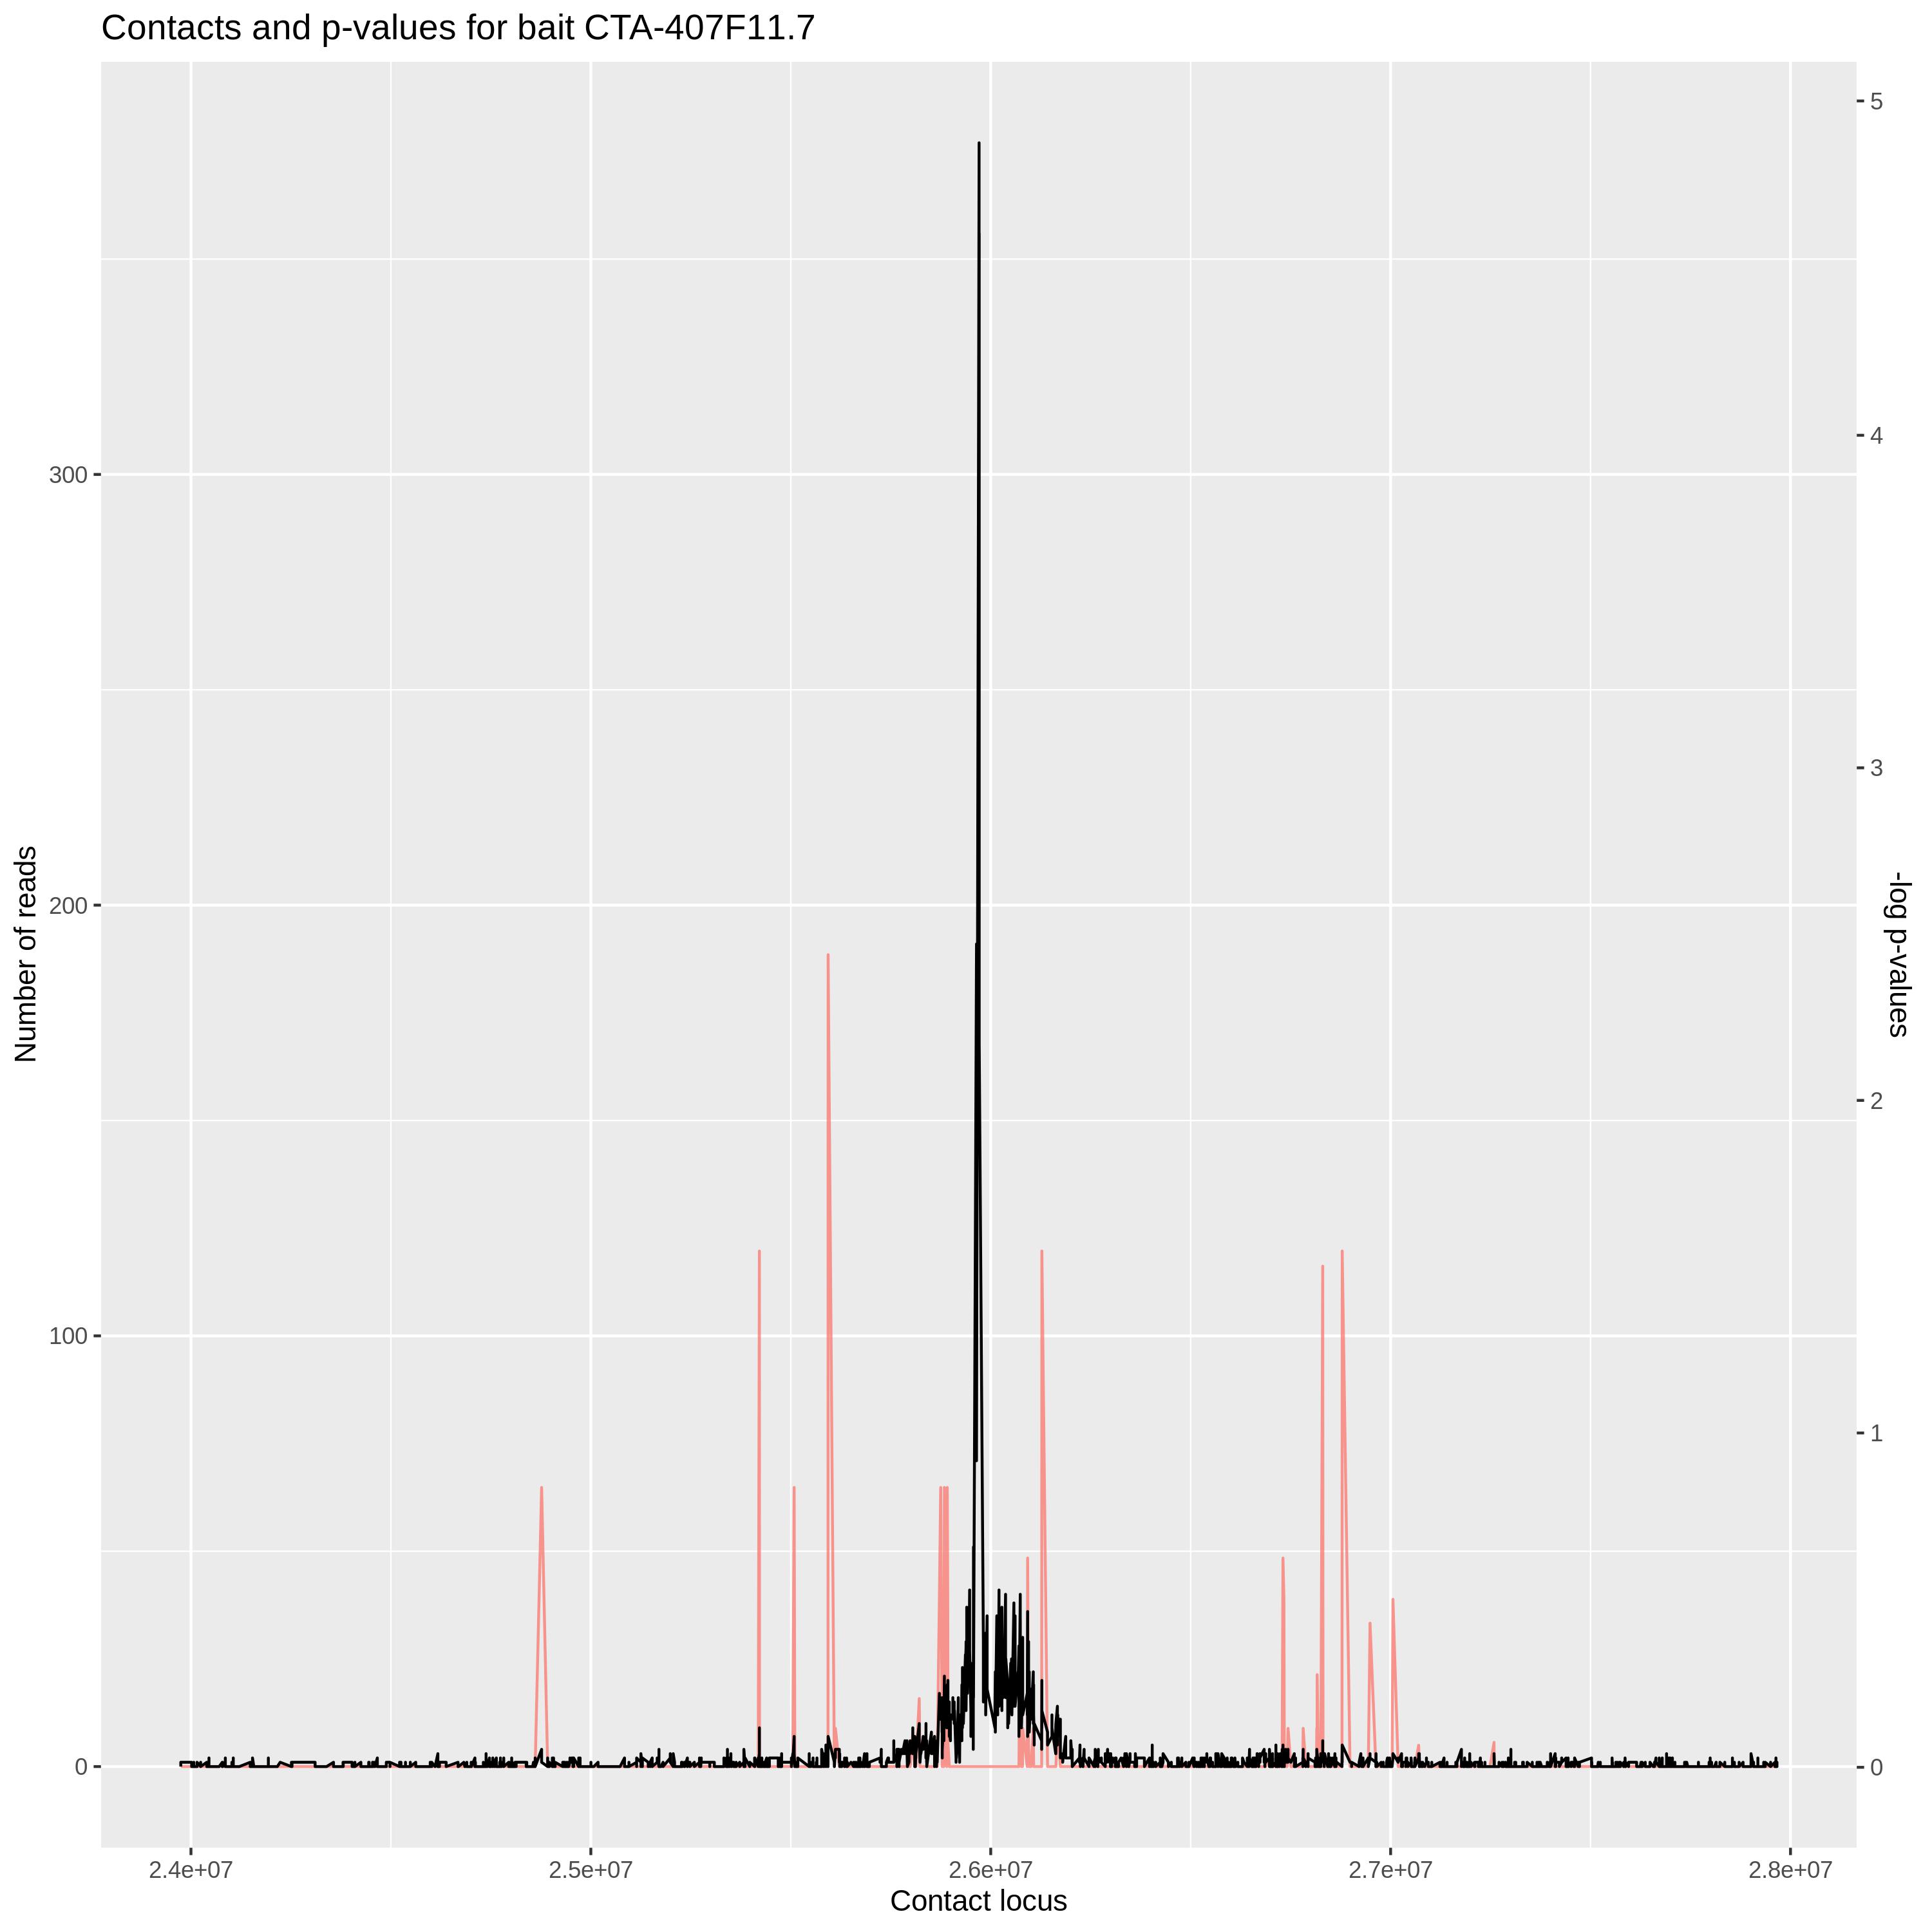 Contacts and p-values for bait CTA-407F11.7
Number of reads
300
200
100
0
5
4
3
2
1
0
-log p-values
2.4e+07
2.5e+07
2.6e+07
2.7e+07
2.8e+07
Contact locus